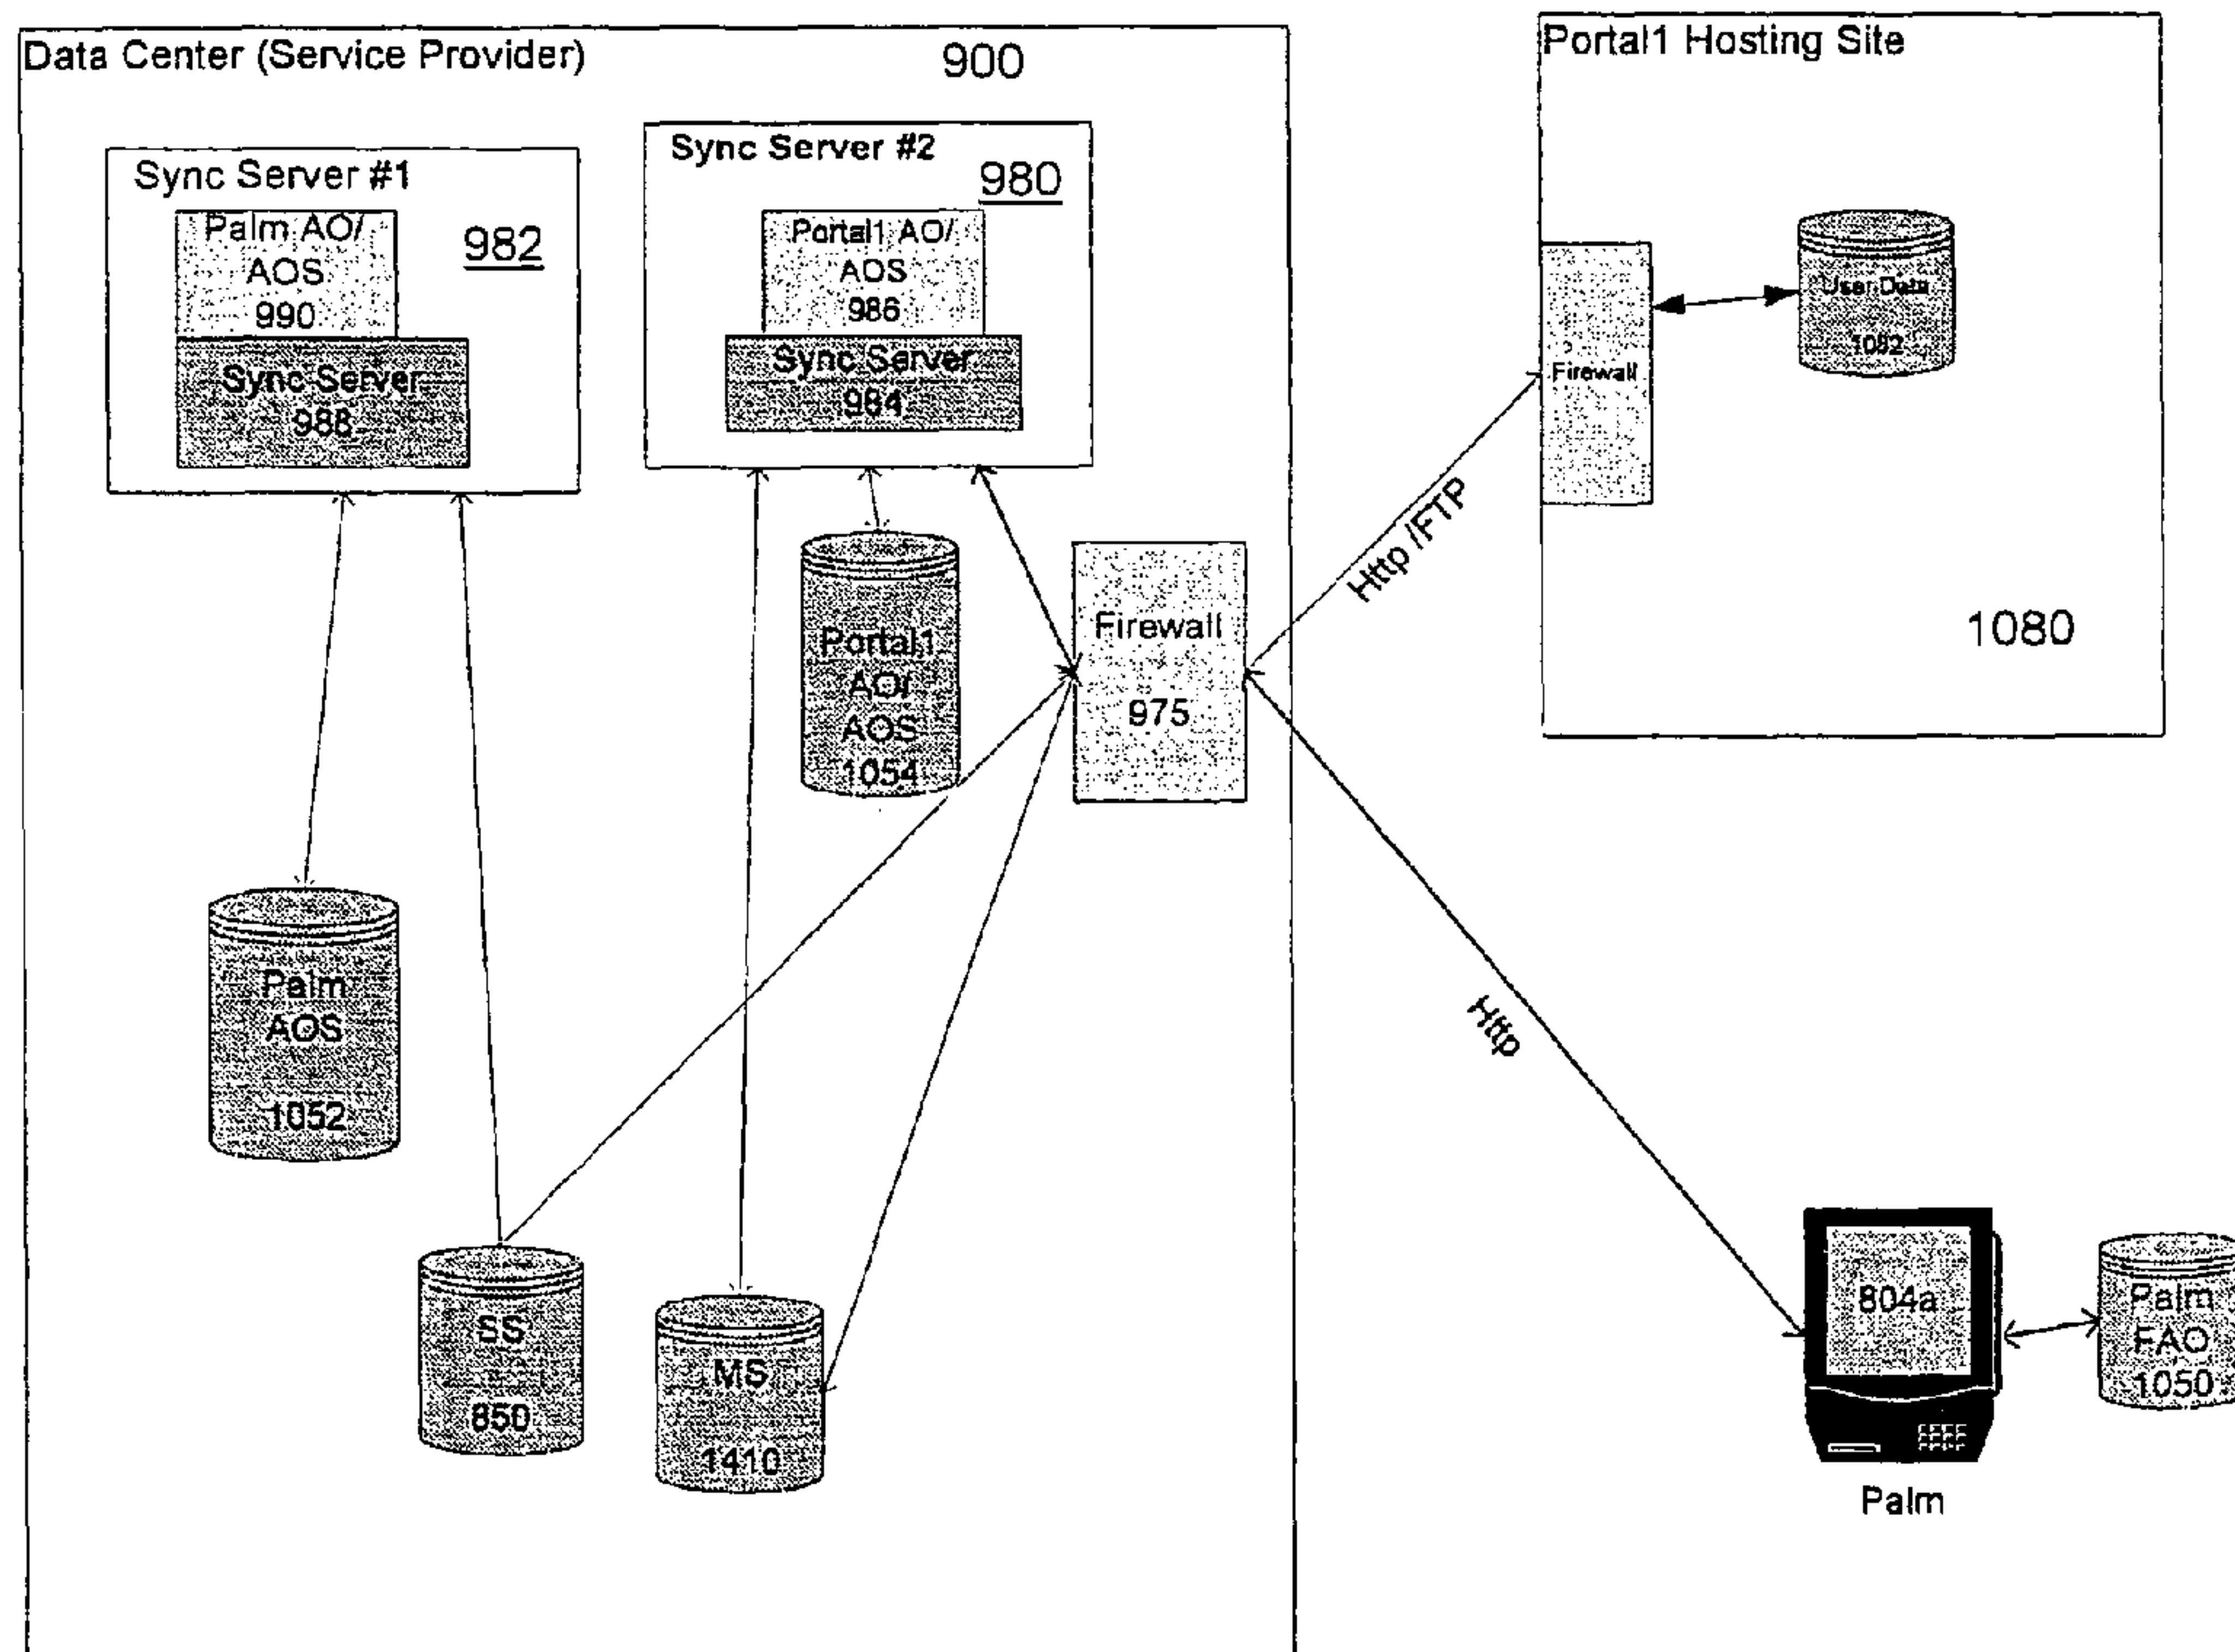 Data Center (Service Provider)
900
Sync Server #1
982
Palm AO/
AOS
990
Sync Server
988
Sync Server #2
980
Portal1 AO/
AOS
986
Sync Server
984
Portal1
AO/
AOS
1054
Firewall
975
Palm
AOS
1052
SS
850
MS
1410
Http /FTP
Http
Portal1 Hosting Site
Firewall
User Data
1082
1080
804a
Palm
FAO
1050
Palm